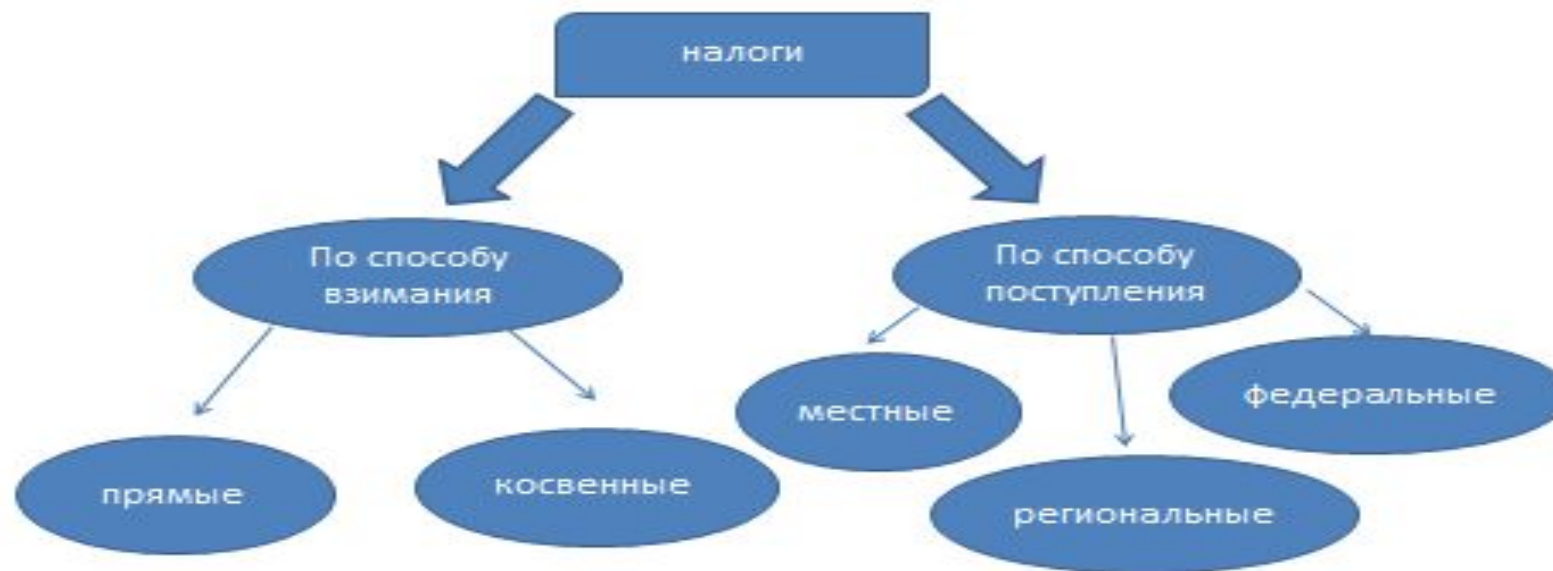 налоги
По способу
взимания
По способу
поступления
прямые
косвенные
местные
региональные
федеральные